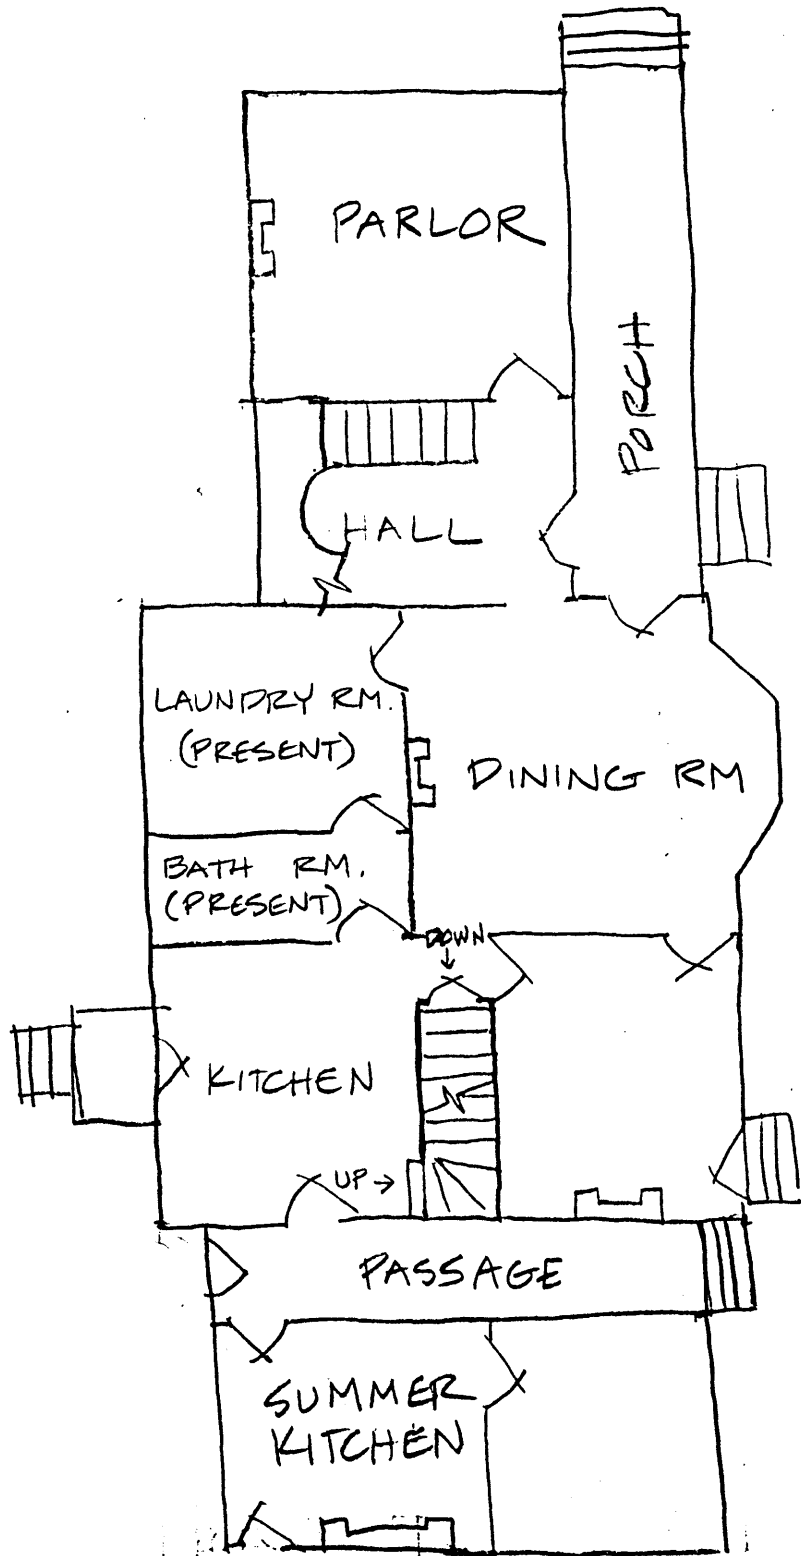 PARLOR
PORCH
HALL
LAUNDRY RM.
(PRESENT)
DINING RM
BATH RM.
(PRESENT)
DOWN
KITCHEN
UP
PASSAGE
SUMMER
KITCHEN